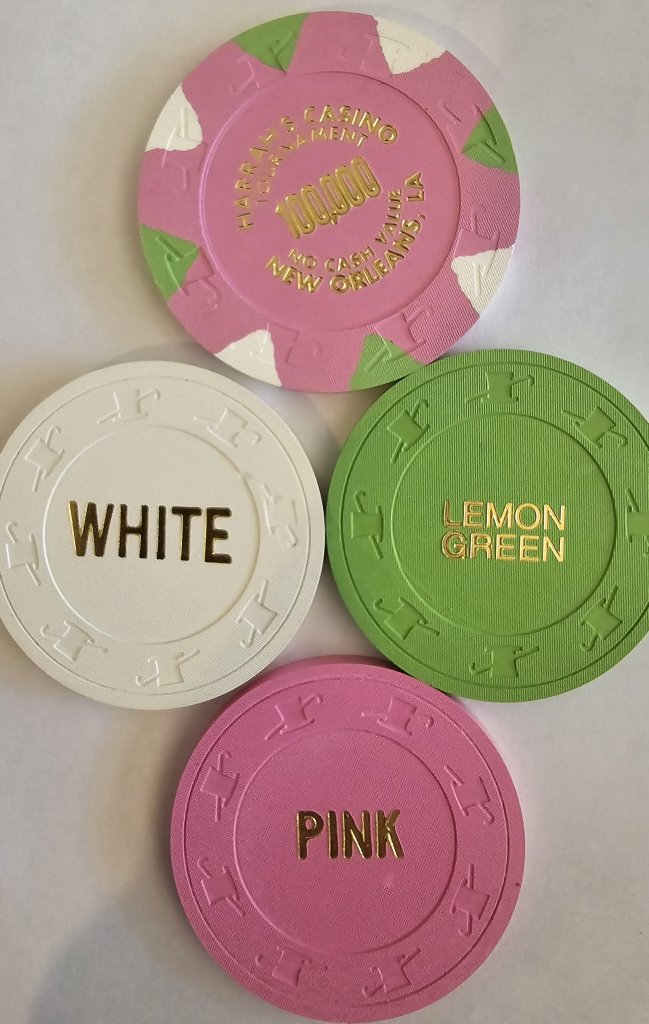 HARRAH'S CASINO
TOURNAMENT
100,000
NO CASH VALUE
NEW ORLEANS, LA
WHITE
LEMON
GREEN
PINK